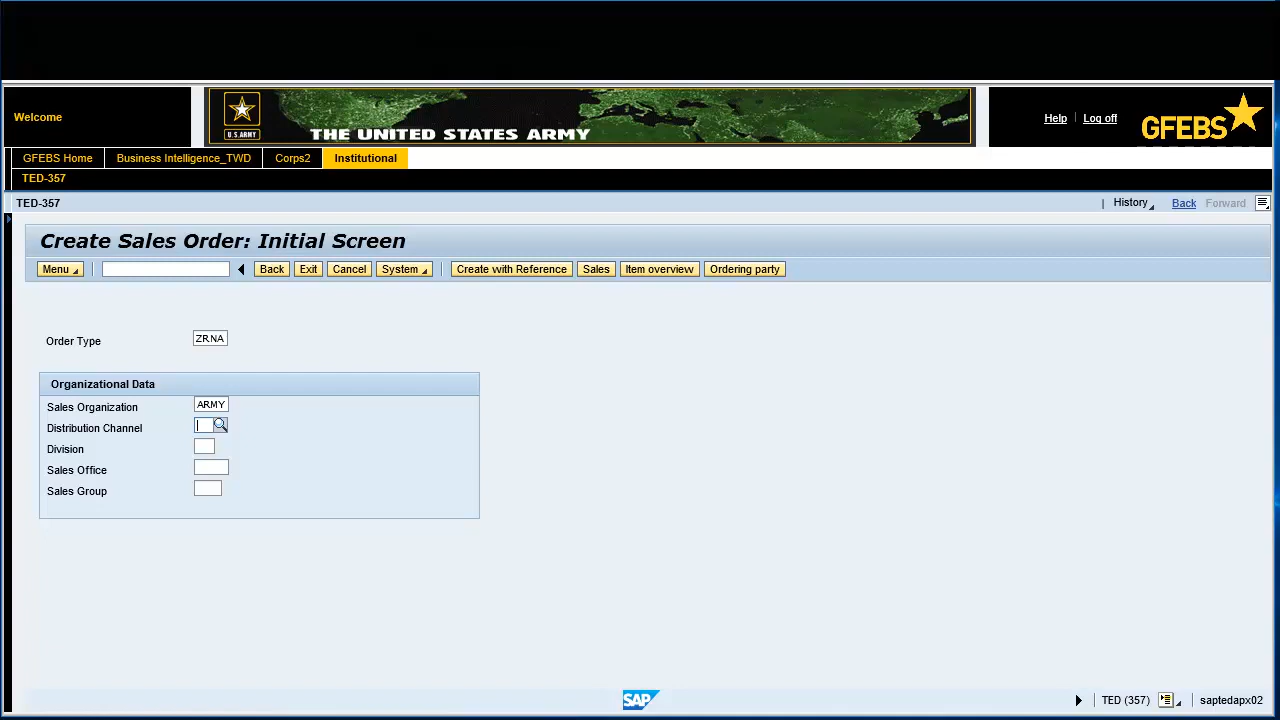 Welcome
U.S.ARMY
THE UNITED STATES ARMY
Help Log off
GFEBS
GFEBS Home Business Intelligence_TWD Corps2 Institutional
TED-357
TED-357 History Back Forward
Create Sales Order: Initial Screen
Menu Back Exit Cancel System Create with Reference Sales Item overview Ordering party
Order Type ZRNA
Organizational Data
Sales Organization ARMY
Distribution Channel
Division
Sales Office
Sales Group
SAP TED (357) saptedapx02